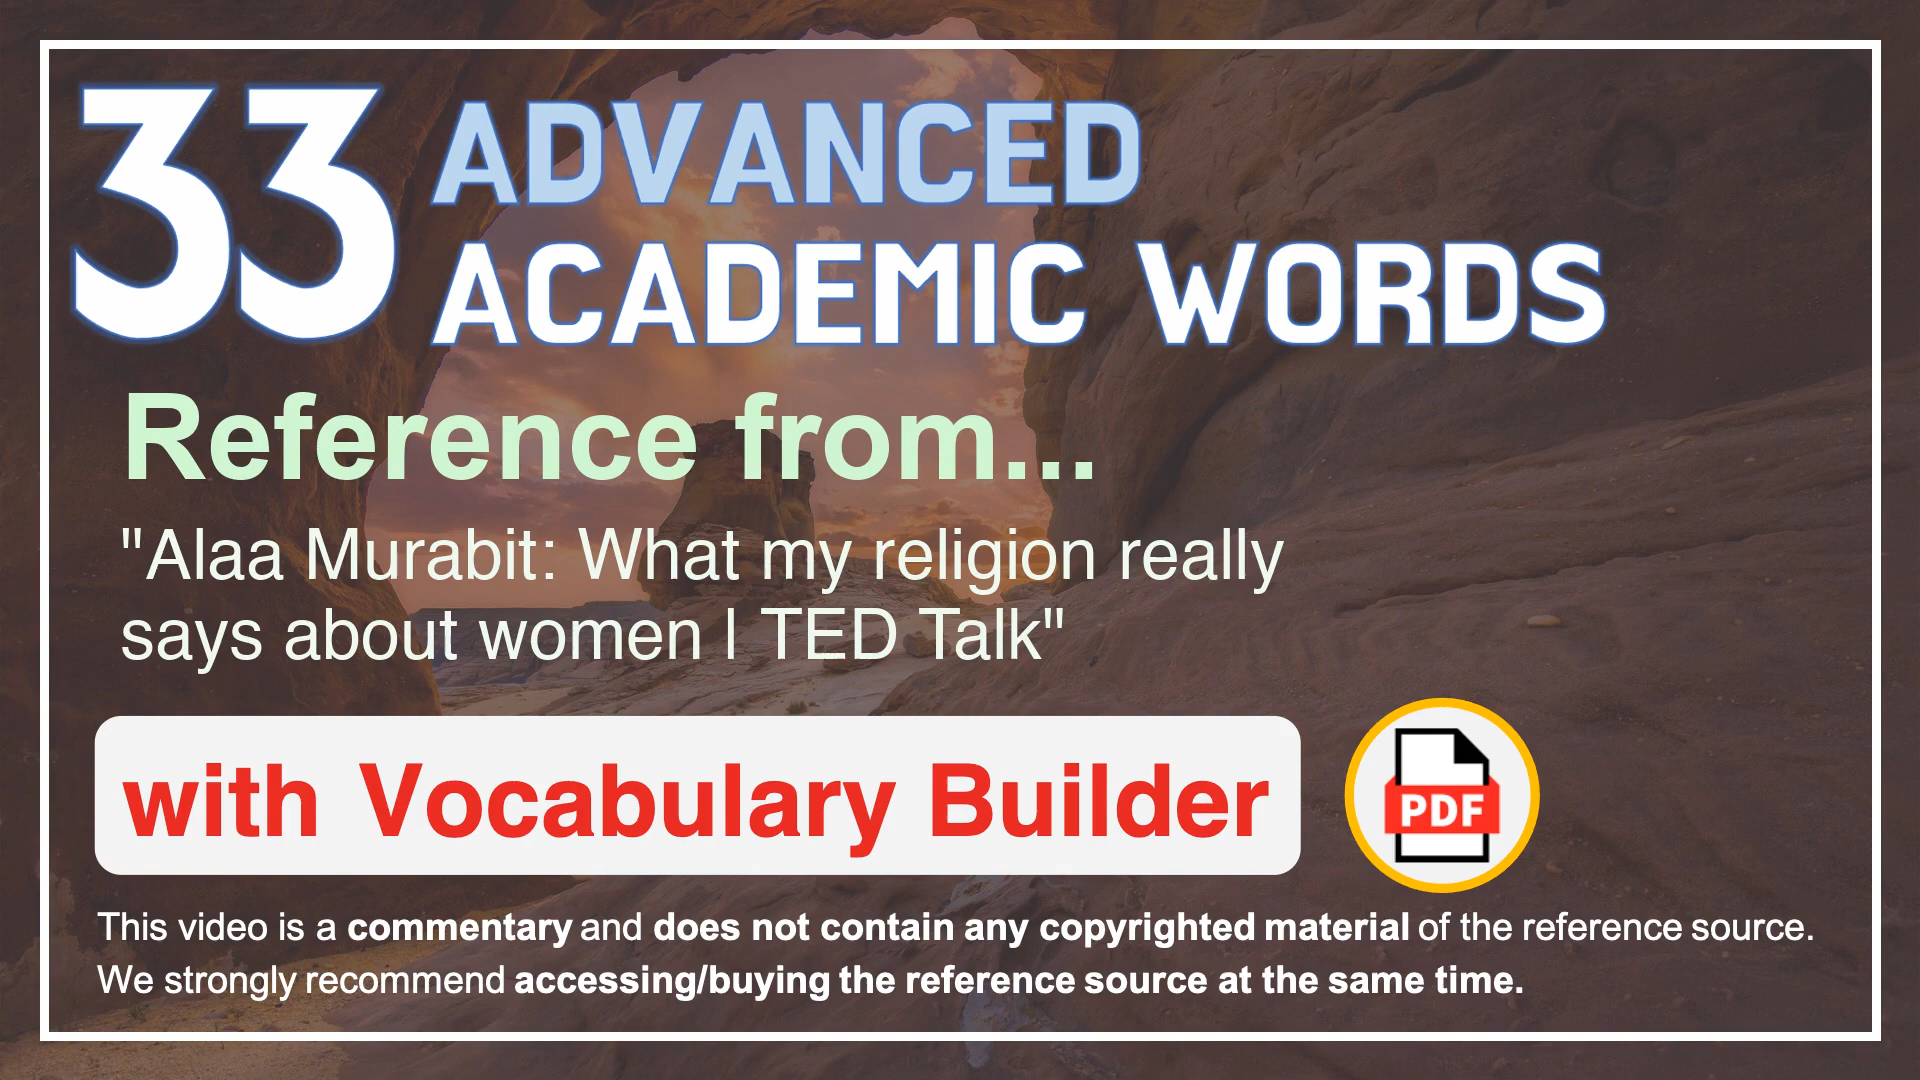 33 ADVANCED
ACADEMIC WORDS
Reference from...
"Alaa Murabit: What my religion really
says about women | TED Talk"
with Vocabulary Builder
PDF
This video is a commentary and does not contain any copyrighted material of the reference source.
We strongly recommend accessing/buying the reference source at the same time.